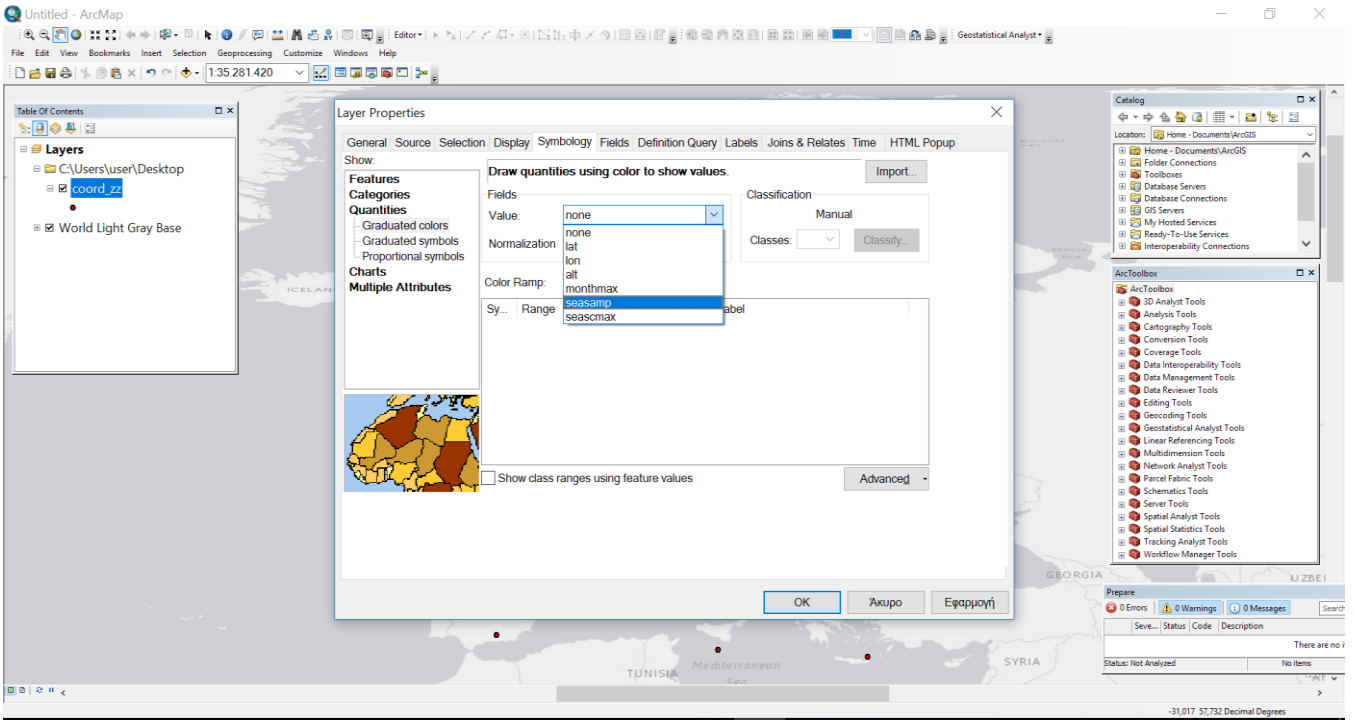 Untitled - ArcMap
Editor
Geostatistical Analyst
File Edit View Bookmarks Insert Selection Geoprocessing Customize Windows Help
1:35.281.420
Table Of Contents
Layers
C:\Users\user\Desktop
coord_zz
World Light Gray Base
Layer Properties
General Source Selection Display Symbology Fields Definition Query Labels Joins & Relates Time HTML Popup
Show:
Features
Categories
Quantities
Graduated colors
Graduated symbols
Proportional symbols
Charts
Multiple Attributes
Draw quantities using color to show values.
Import...
Fields
Value: none
Normalization
none
lat
lon
alt
monthmax
seasamp
seascmax
Color Ramp:
Classification
Manual
Classes:
Classify...
Sy... Range abel
Show class ranges using feature values
Advanced
OK Άκυρο Εφαρμογή
Catalog
Location: Home - Documents\ArcGIS
Home - Documents\ArcGIS
Folder Connections
Toolboxes
Database Servers
Database Connections
GIS Servers
My Hosted Services
Ready-To-Use Services
Interoperability Connections
ArcToolbox
ArcToolbox
3D Analyst Tools
Analysis Tools
Cartography Tools
Conversion Tools
Coverage Tools
Data Interoperability Tools
Data Management Tools
Data Reviewer Tools
Editing Tools
Geocoding Tools
Geostatistical Analyst Tools
Linear Referencing Tools
Multidimension Tools
Network Analyst Tools
Parcel Fabric Tools
Schematics Tools
Server Tools
Spatial Analyst Tools
Spatial Statistics Tools
Tracking Analyst Tools
Workflow Manager Tools
Prepare
0 Errors 0 Warnings 0 Messages Search
Seve... Status Code Description
There are no i
Status: Not Analyzed No items
ICELAN
GEORGIA
UZBEI
TUNISIA
Mediterranean
Sea
SYRIA
-31,017 57,732 Decimal Degrees